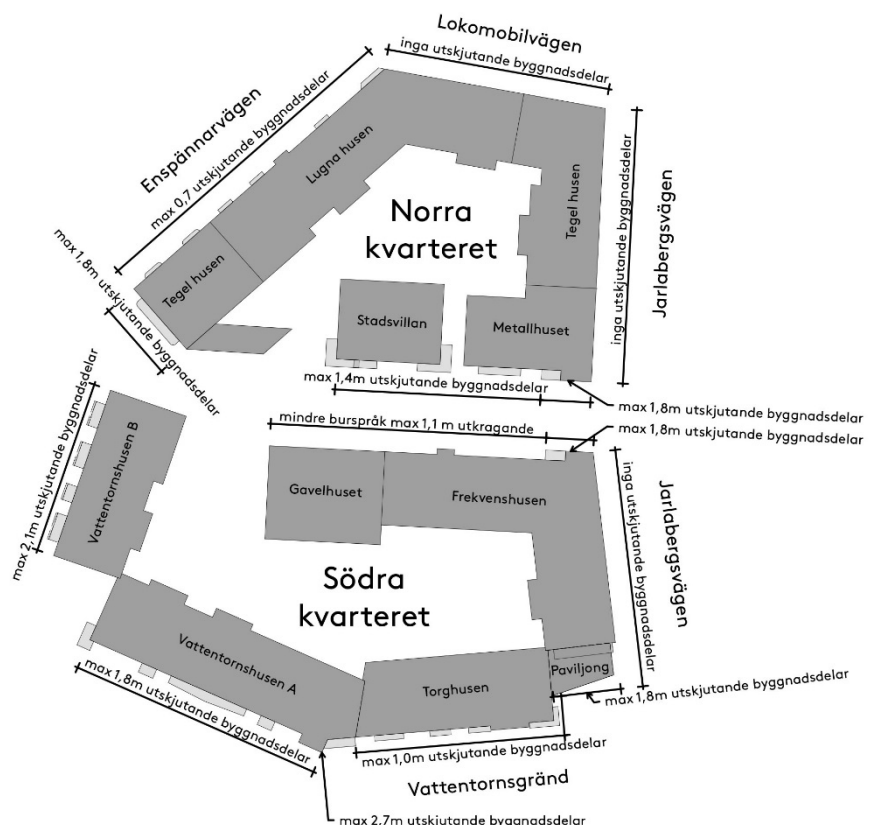 Lokomobilvägen
inga utskjutande byggnadsdelar
Enspännarvägen
max 0,7 utskjutande byggnadsdelar
Lugna husen
Tegel husen
Jarlabergsvägen
inga utskjutande byggnadsdelar
Norra
kvarteret
Tegel husen
max 1,8m utskjutande byggnadsdelar
Stadsvillan
Metallhuset
max 1,4m utskjutande byggnadsdelar
max 1,8m utskjutande byggnadsdelar
mindre burspråk max 1,1 m utkragande
max 1,8m utskjutande byggnadsdelar
max 2,1m utskjutande byggnadsdelar
Vattentornshusen B
Gavelhuset
Frekvenshusen
inga utskjutande byggnadsdelar
Jarlabergsvägen
Södra
kvarteret
Vattentornshusen A
max 1,8m utskjutande byggnadsdelar
Torghusen
Paviljong
max 1,8m utskjutande byggnadsdelar
max 1,0m utskjutande byggnadsdelar
Vattentornsgränd
max 2,7m utskjutande byggnadsdelar